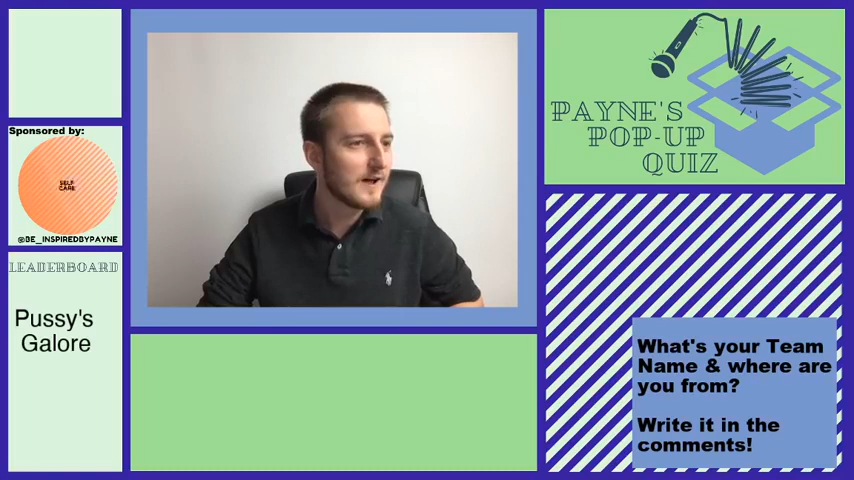 PAYNE'S
POP-UP
QUIZ
Sponsored by:
SELF
CARE
@BE_INSPIREDBYPAYNE
LEADERBOARD
Pussy's
Galore
What's your Team
Name & where are
you from?
Write it in the
comments!